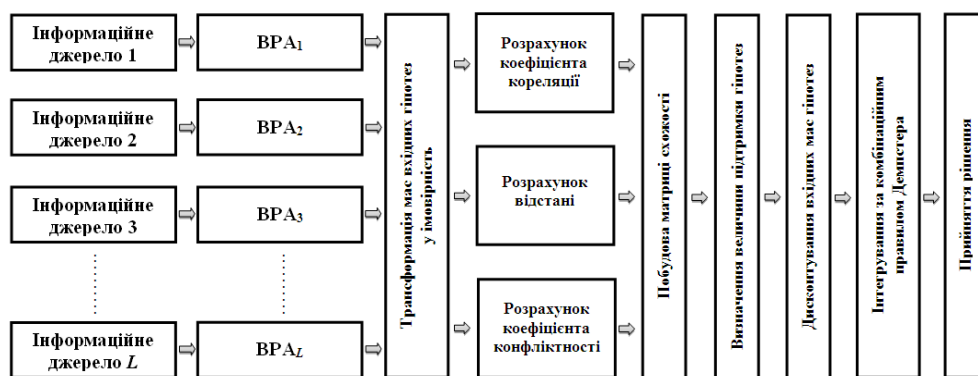 Інформаційне
джерело 1
BPA1
Інформаційне
джерело 2
BPA2
Інформаційне
джерело 3
BPA3
Інформаційне
джерело L
BPAL
Трансформація мас вхідних гіпотез
у імовірність
Розрахунок
коефіцієнта
кореляції
Розрахунок
відстані
Розрахунок
коефіцієнта
конфліктності
Побудова матриці схожості
Визначення величини підтримки гіпотез
Дисконтування вхідних мас гіпотез
Інтегрування за комбінаційним
правилом Демпстера
Прийняття рішення